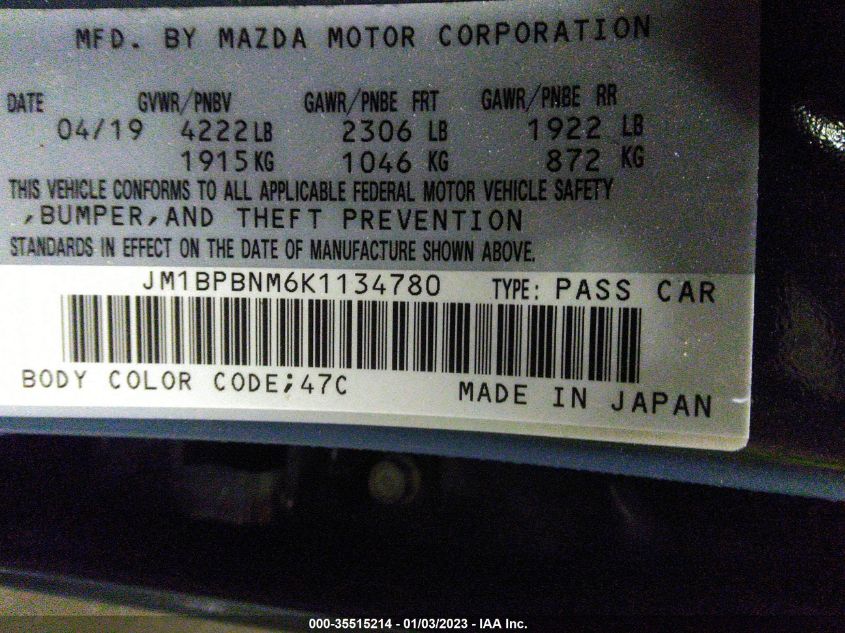 MFD. BY MAZDA MOTOR CORPORATION
DATE GVWR/PNBV GAWR/PNBE FRT GAWR/PNBE RR
04/19 4222LB 2306 LB 1922 LB
1915KG 1046 KG 872 KG
THIS VEHICLE CONFORMS TO ALL APPLICABLE FEDERAL MOTOR VEHICLE SAFETY
,BUMPER,AND THEFT PREVENTION
STANDARDS IN EFFECT ON THE DATE OF MANUFACTURE SHOWN ABOVE.
JM1BPBNM6K1134780 TYPE: PASS CAR
BODY COLOR CODE;47C MADE IN JAPAN
000-35515214 - 01/03/2023 - IAA Inc.